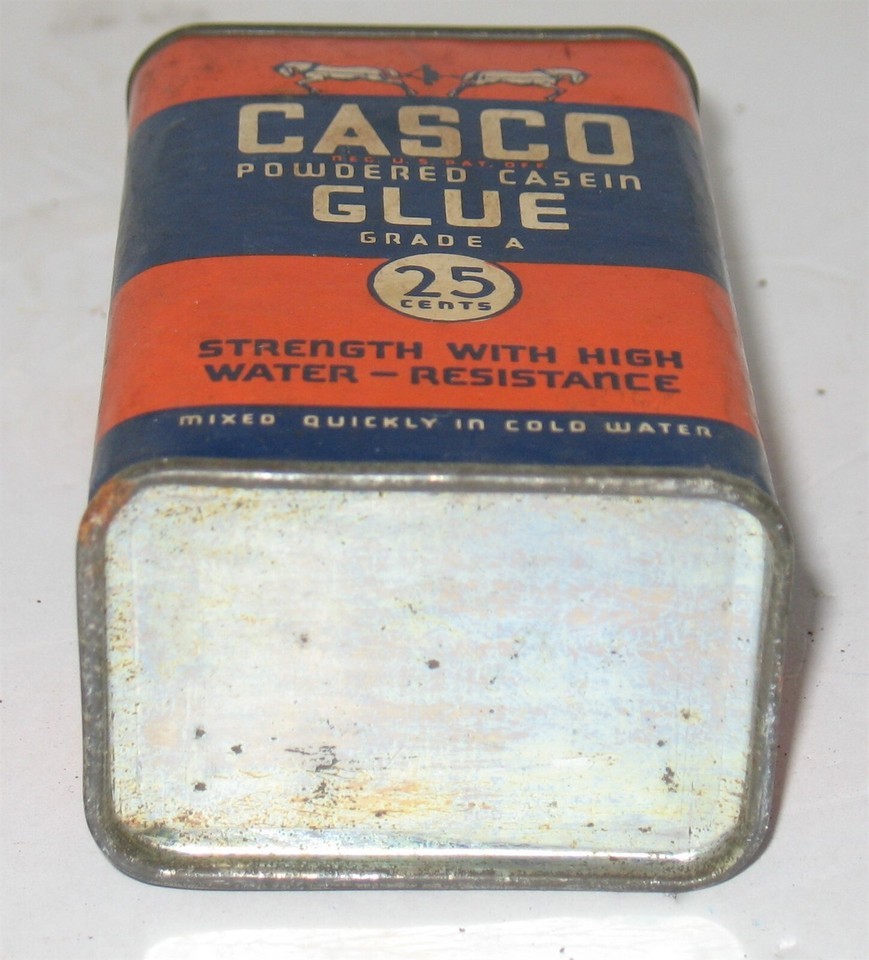 CASCO
REG. U.S. PAT. OFF.
POWDERED CASEIN
GLUE
GRADE A
25
CENTS
STRENGTH WITH HIGH
WATER - RESISTANCE
MIXED QUICKLY IN COLD WATER